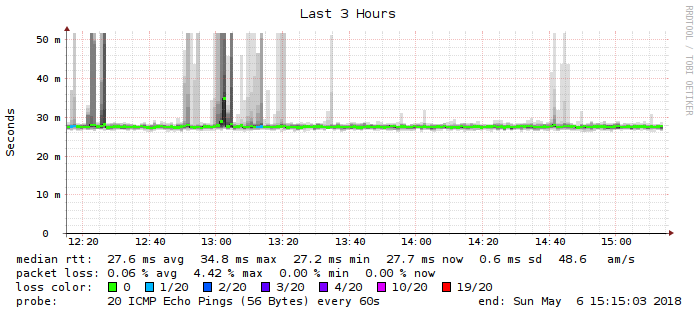 Last 3 Hours
RRDTOOL / TOBI OETIKER
Seconds
50 m
40 m
30 m
20 m
10 m
0
12:20 12:40 13:00 13:20 13:40 14:00 14:20 14:40 15:00
median rtt: 27.6 ms avg 34.8 ms max 27.2 ms min 27.7 ms now 0.6 ms sd 48.6 am/s
packet loss: 0.06 % avg 4.42 % max 0.00 % min 0.00 % now
loss color: 0 1/20 2/20 3/20 4/20 10/20 19/20
probe: 20 ICMP Echo Pings (56 Bytes) every 60s end: Sun May 6 15:15:03 2018